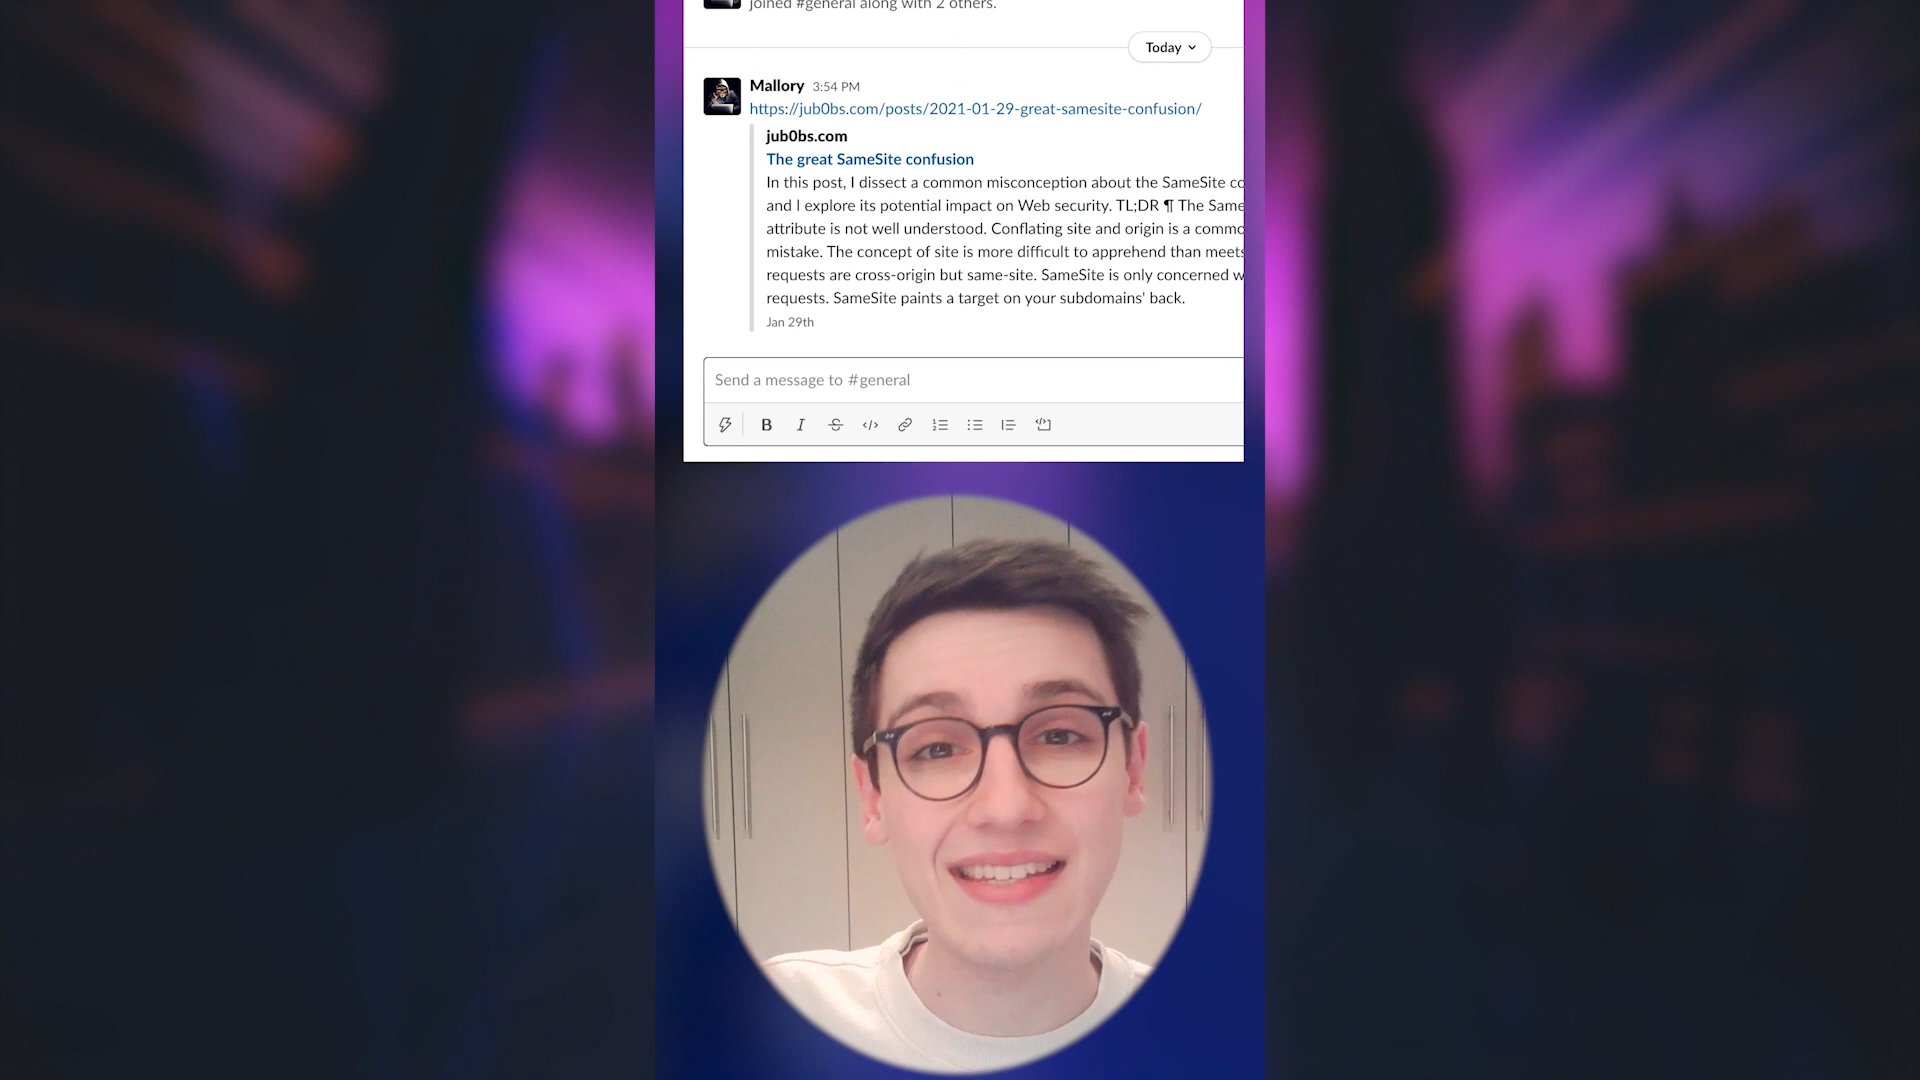 joined #general along with 2 others.
Today
Mallory 3:54 PM
https://jub0bs.com/posts/2021-01-29-great-samesite-confusion/
jub0bs.com
The great SameSite confusion
In this post, I dissect a common misconception about the SameSite co
and I explore its potential impact on Web security. TL;DR ¶ The Same
attribute is not well understood. Conflating site and origin is a commo
mistake. The concept of site is more difficult to apprehend than meets
requests are cross-origin but same-site. SameSite is only concerned w
requests. SameSite paints a target on your subdomains' back.
Jan 29th
Send a message to #general
B I S </>